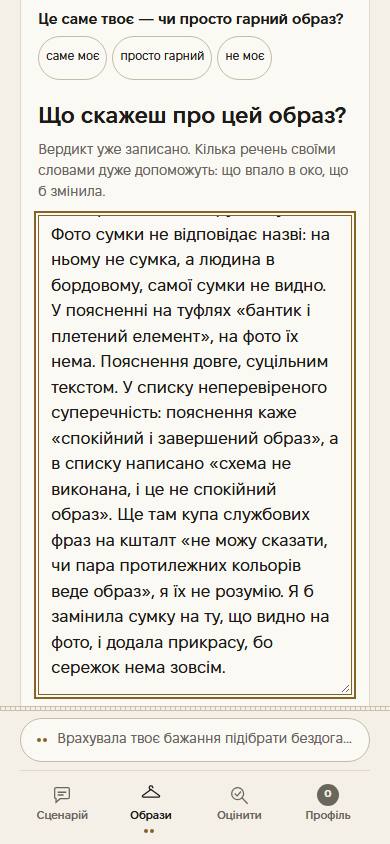 Це саме твоє — чи просто гарний образ?
саме моє
просто гарний
не моє
Що скажеш про цей образ?
Вердикт уже записано. Кілька речень своїми
словами дуже допоможуть: що впало в око, що
б змінила.
Фото сумки не відповідає назві: на
ньому не сумка, а людина в
бордовому, самої сумки не видно.
У поясненні на туфлях «бантик і
плетений елемент», на фото їх
нема. Пояснення довге, суцільним
текстом. У списку неперевіреного
суперечність: пояснення каже
«спокійний і завершений образ», а
в списку написано «схема не
виконана, і це не спокійний
образ». Ще там купа службових
фраз на кшталт «не можу сказати,
чи пара протилежних кольорів
веде образ», я їх не розумію. Я б
замінила сумку на ту, що видно на
фото, і додала прикрасу, бо
сережок нема зовсім.
Врахувала твоє бажання підібрати бездога...
Сценарій
Образи
Оцінити
0
Профіль